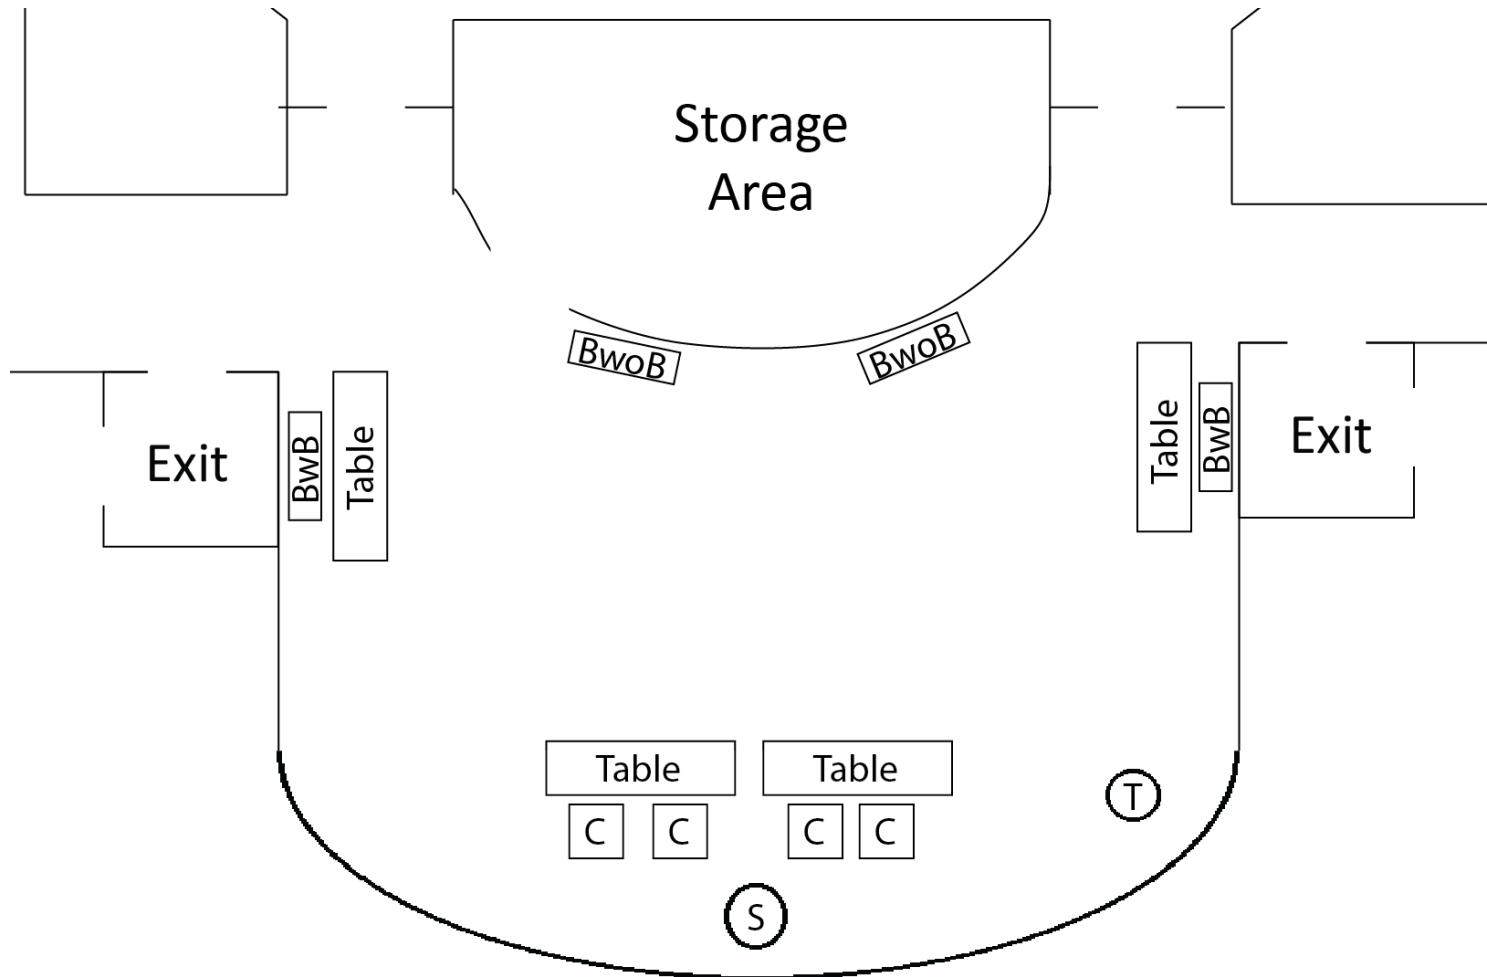 Storage
Area
BwoB
BwoB
Exit
BwB
Table
Table
BwB
Exit
Table
Table
T
C
C
C
C
S